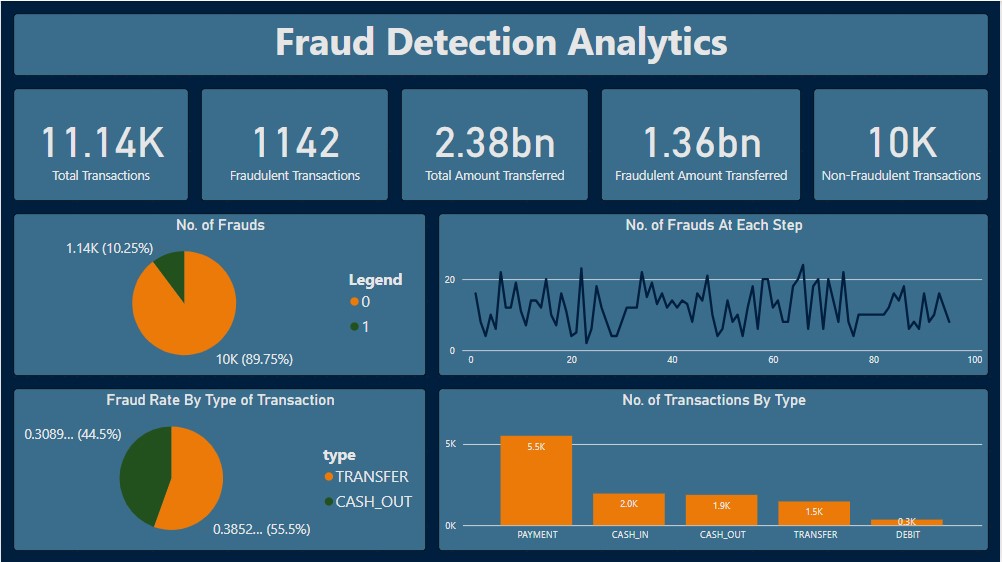 Fraud Detection Analytics
11.14K
Total Transactions
1142
Fraudulent Transactions
2.38bn
Total Amount Transferred
1.36bn
Fraudulent Amount Transferred
10K
Non-Fraudulent Transactions
No. of Frauds
1.14K (10.25%)
10K (89.75%)
Legend
0
1
No. of Frauds At Each Step
20
0
0 20 40 60 80 100
Fraud Rate By Type of Transaction
0.3089... (44.5%)
0.3852... (55.5%)
type
TRANSFER
CASH_OUT
No. of Transactions By Type
5K
0K
5.5K 2.0K 1.9K 1.5K 0.3K
PAYMENT CASH_IN CASH_OUT TRANSFER DEBIT